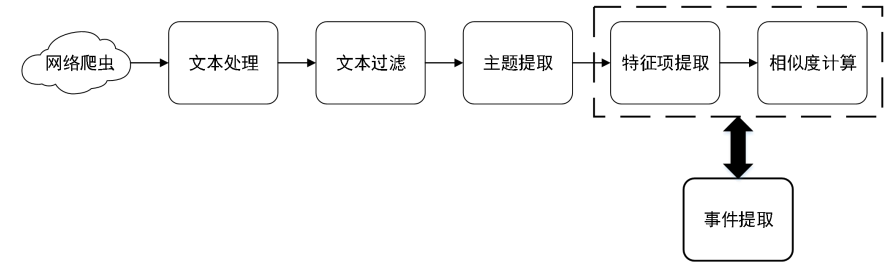 网络爬虫
文本处理
文本过滤
主题提取
特征项提取
相似度计算
事件提取